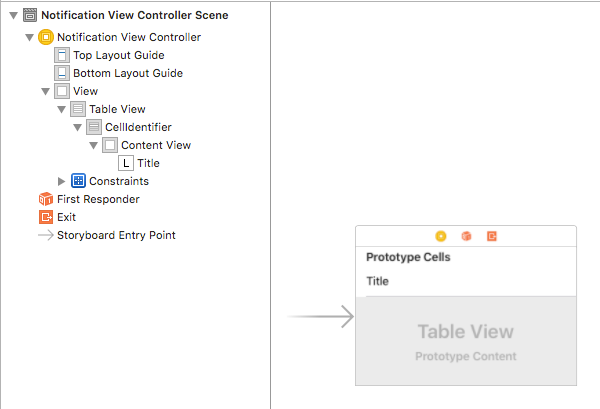 Notification View Controller Scene
Notification View Controller
Top Layout Guide
Bottom Layout Guide
View
Table View
CellIdentifier
Content View
L Title
Constraints
First Responder
Exit
Storyboard Entry Point
Prototype Cells
Title
Table View
Prototype Content